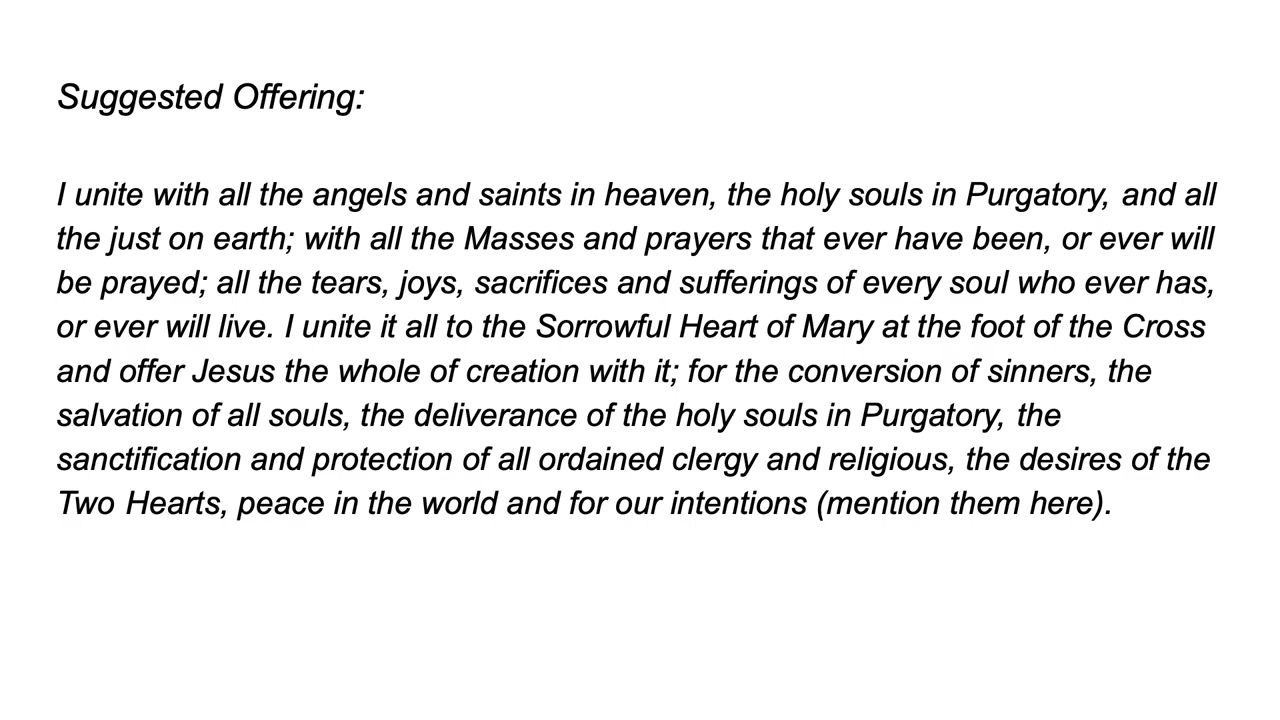 Suggested Offering:
I unite with all the angels and saints in heaven, the holy souls in Purgatory, and all
the just on earth; with all the Masses and prayers that ever have been, or ever will
be prayed; all the tears, joys, sacrifices and sufferings of every soul who ever has,
or ever will live. I unite it all to the Sorrowful Heart of Mary at the foot of the Cross
and offer Jesus the whole of creation with it; for the conversion of sinners, the
salvation of all souls, the deliverance of the holy souls in Purgatory, the
sanctification and protection of all ordained clergy and religious, the desires of the
Two Hearts, peace in the world and for our intentions (mention them here).